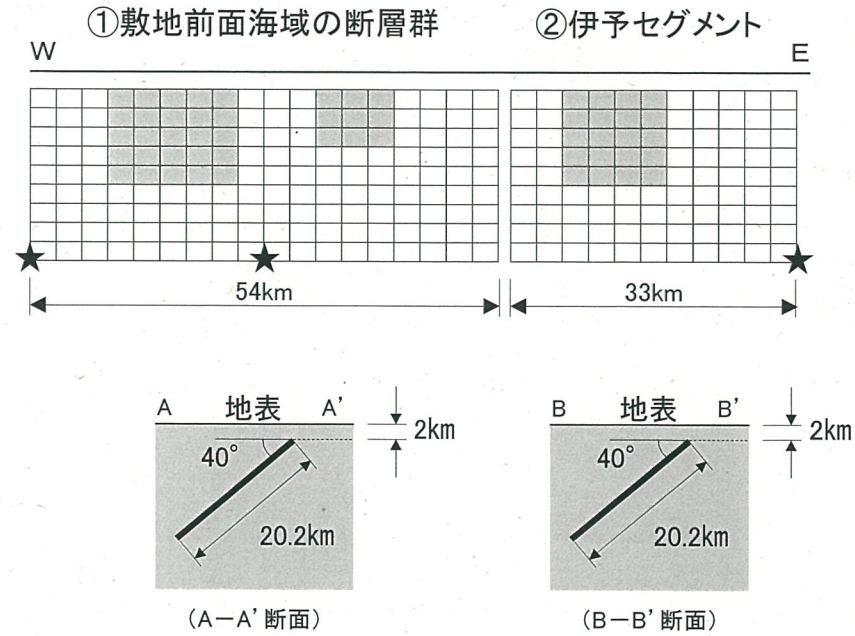 ①敷地前面海域の断層群 ②伊予セグメント
W E
54km 33km
A 地表 A’ 2km
40°
20.2km
(A−A’断面)
B 地表 B’ 2km
40°
20.2km
(B−B’断面)